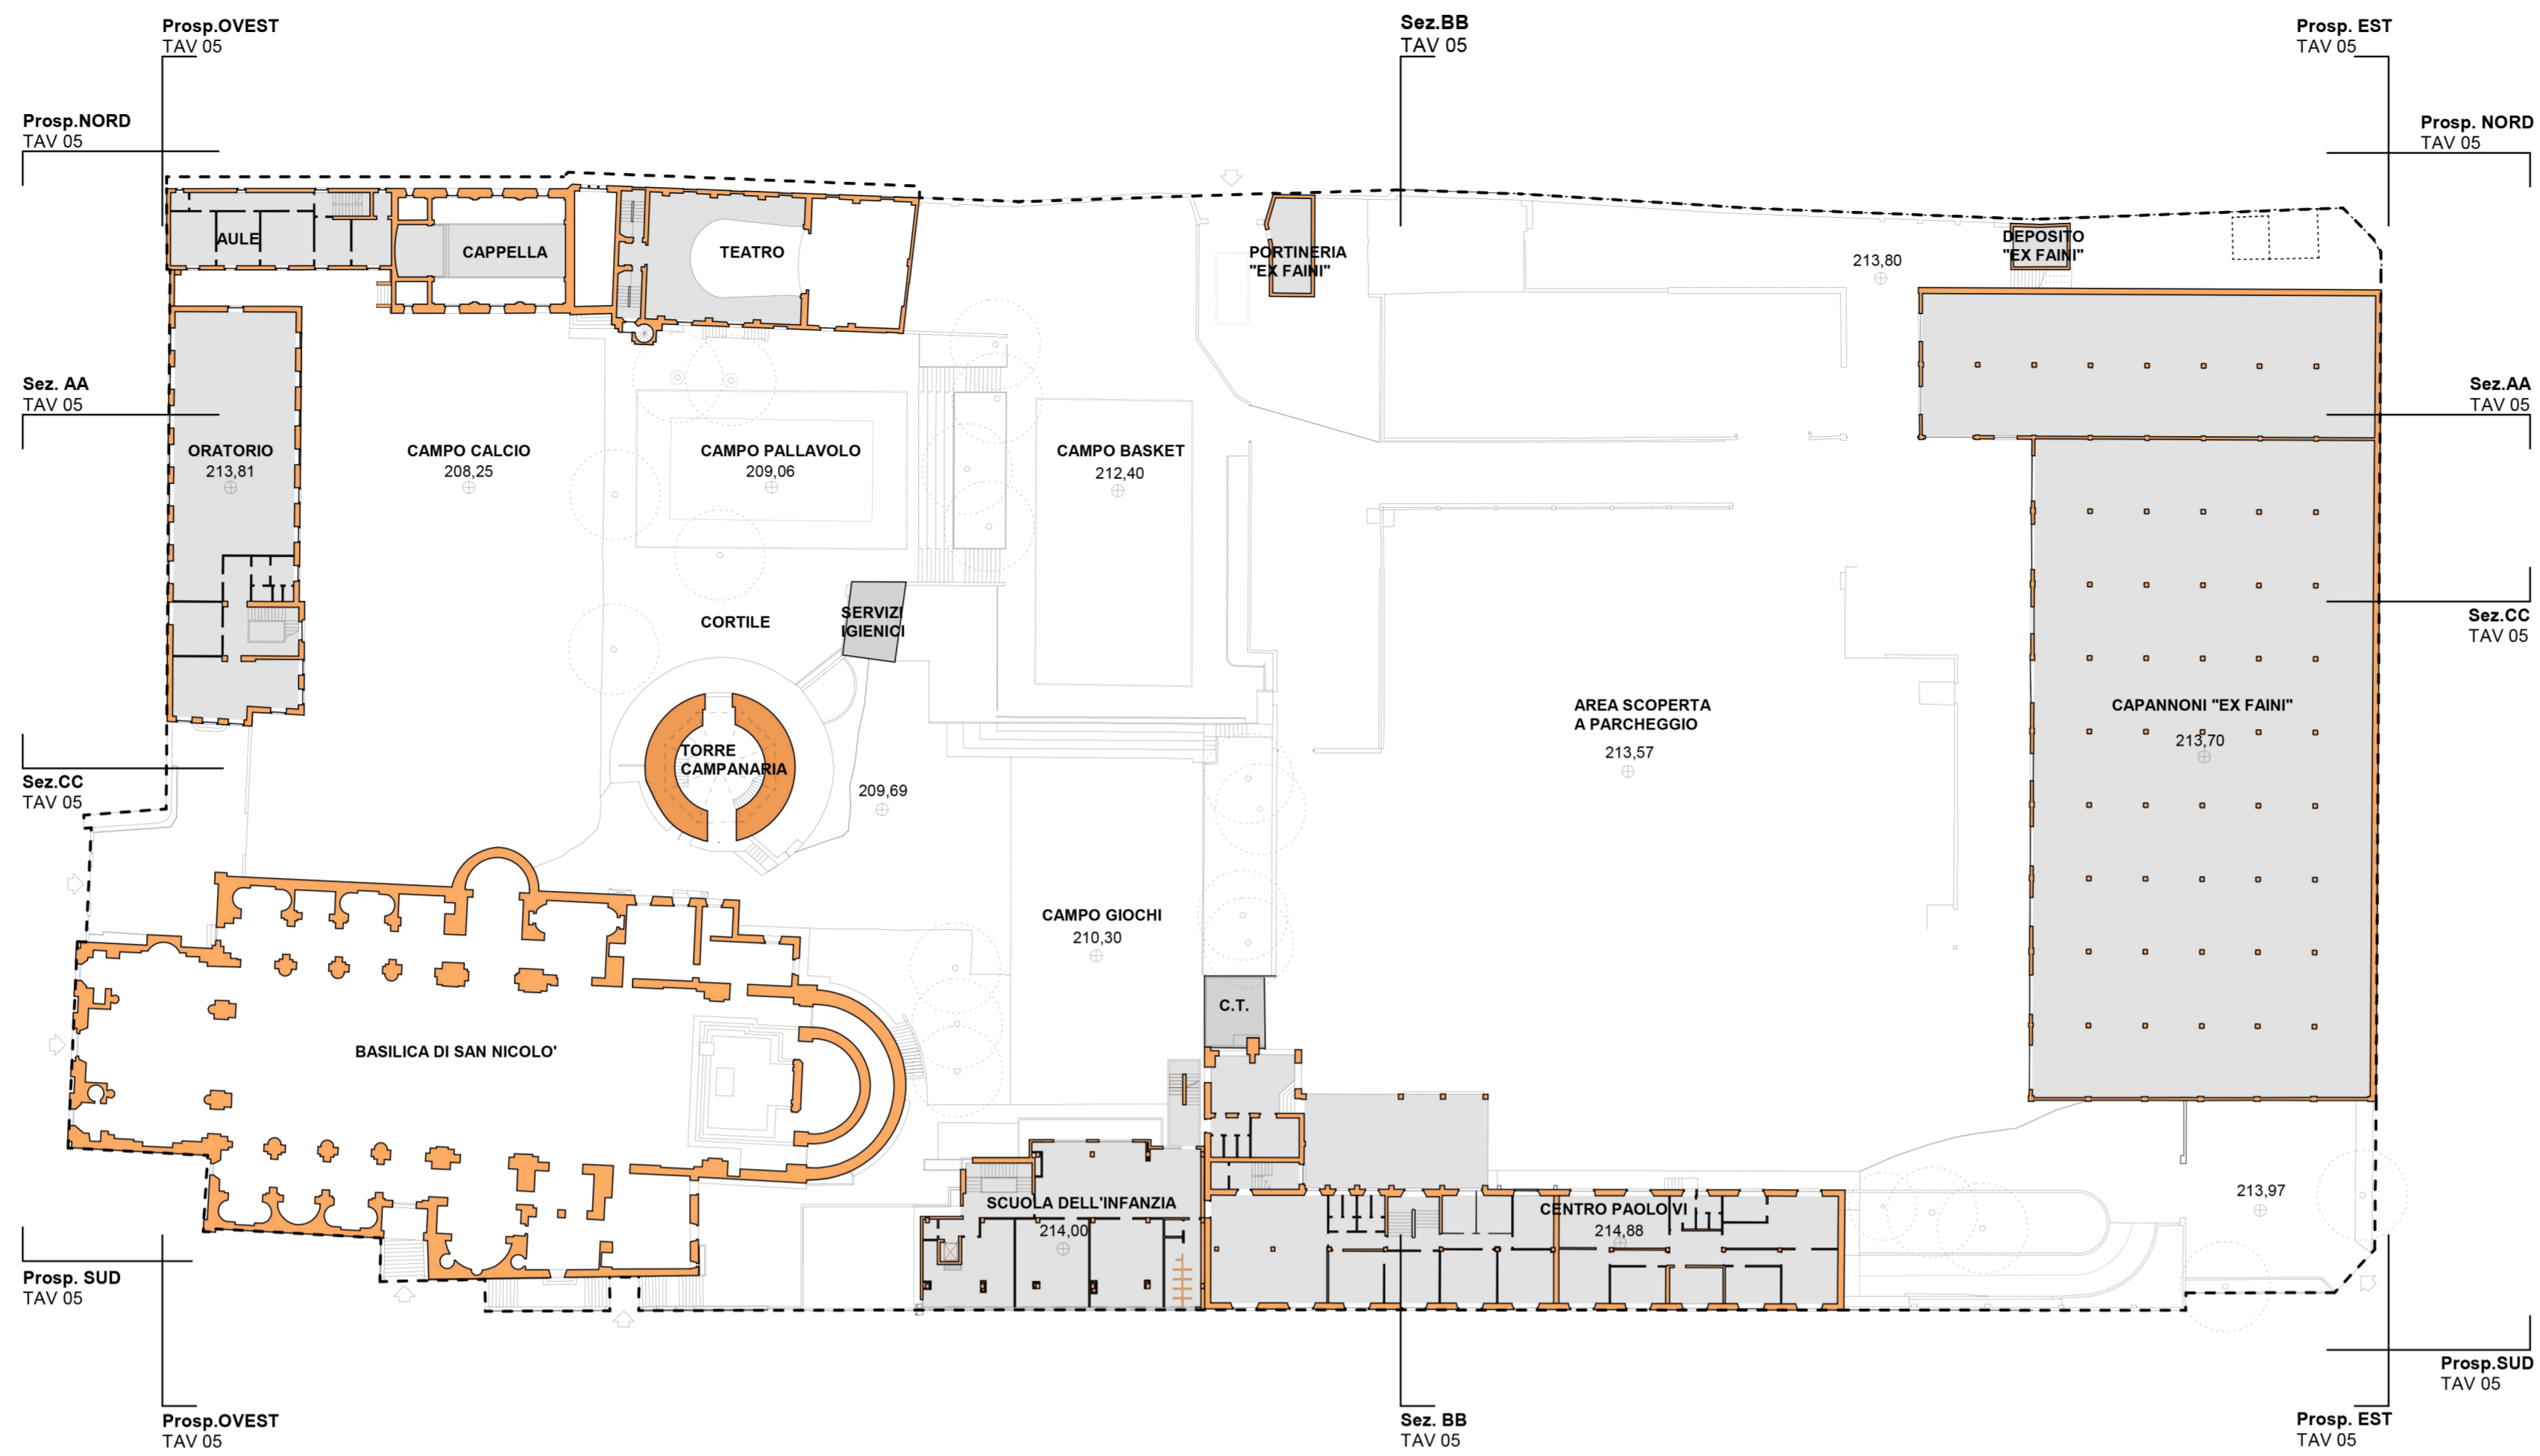 Prosp.OVEST
TAV 05
Sez.BB
TAV 05
Prosp. EST
TAV 05
Prosp.NORD
TAV 05
Prosp. NORD
TAV 05
AULE
CAPPELLA
TEATRO
PORTINERIA
"EX FAINI"
213,80
DEPOSITO
"EX FAINI"
Sez. AA
TAV 05
Sez.AA
TAV 05
ORATORIO
213,81
CAMPO CALCIO
208,25
CAMPO PALLAVOLO
209,06
CAMPO BASKET
212,40
CORTILE
SERVIZI
IGIENICI
Sez.CC
TAV 05
TORRE
CAMPANARIA
AREA SCOPERTA
A PARCHEGGIO
213,57
CAPANNONI "EX FAINI"
213,70
Sez.CC
TAV 05
209,69
CAMPO GIOCHI
210,30
C.T.
BASILICA DI SAN NICOLO'
SCUOLA DELL'INFANZIA
214,00
CENTRO PAOLO VI
214,88
213,97
Prosp. SUD
TAV 05
Prosp.SUD
TAV 05
Prosp.OVEST
TAV 05
Sez. BB
TAV 05
Prosp. EST
TAV 05